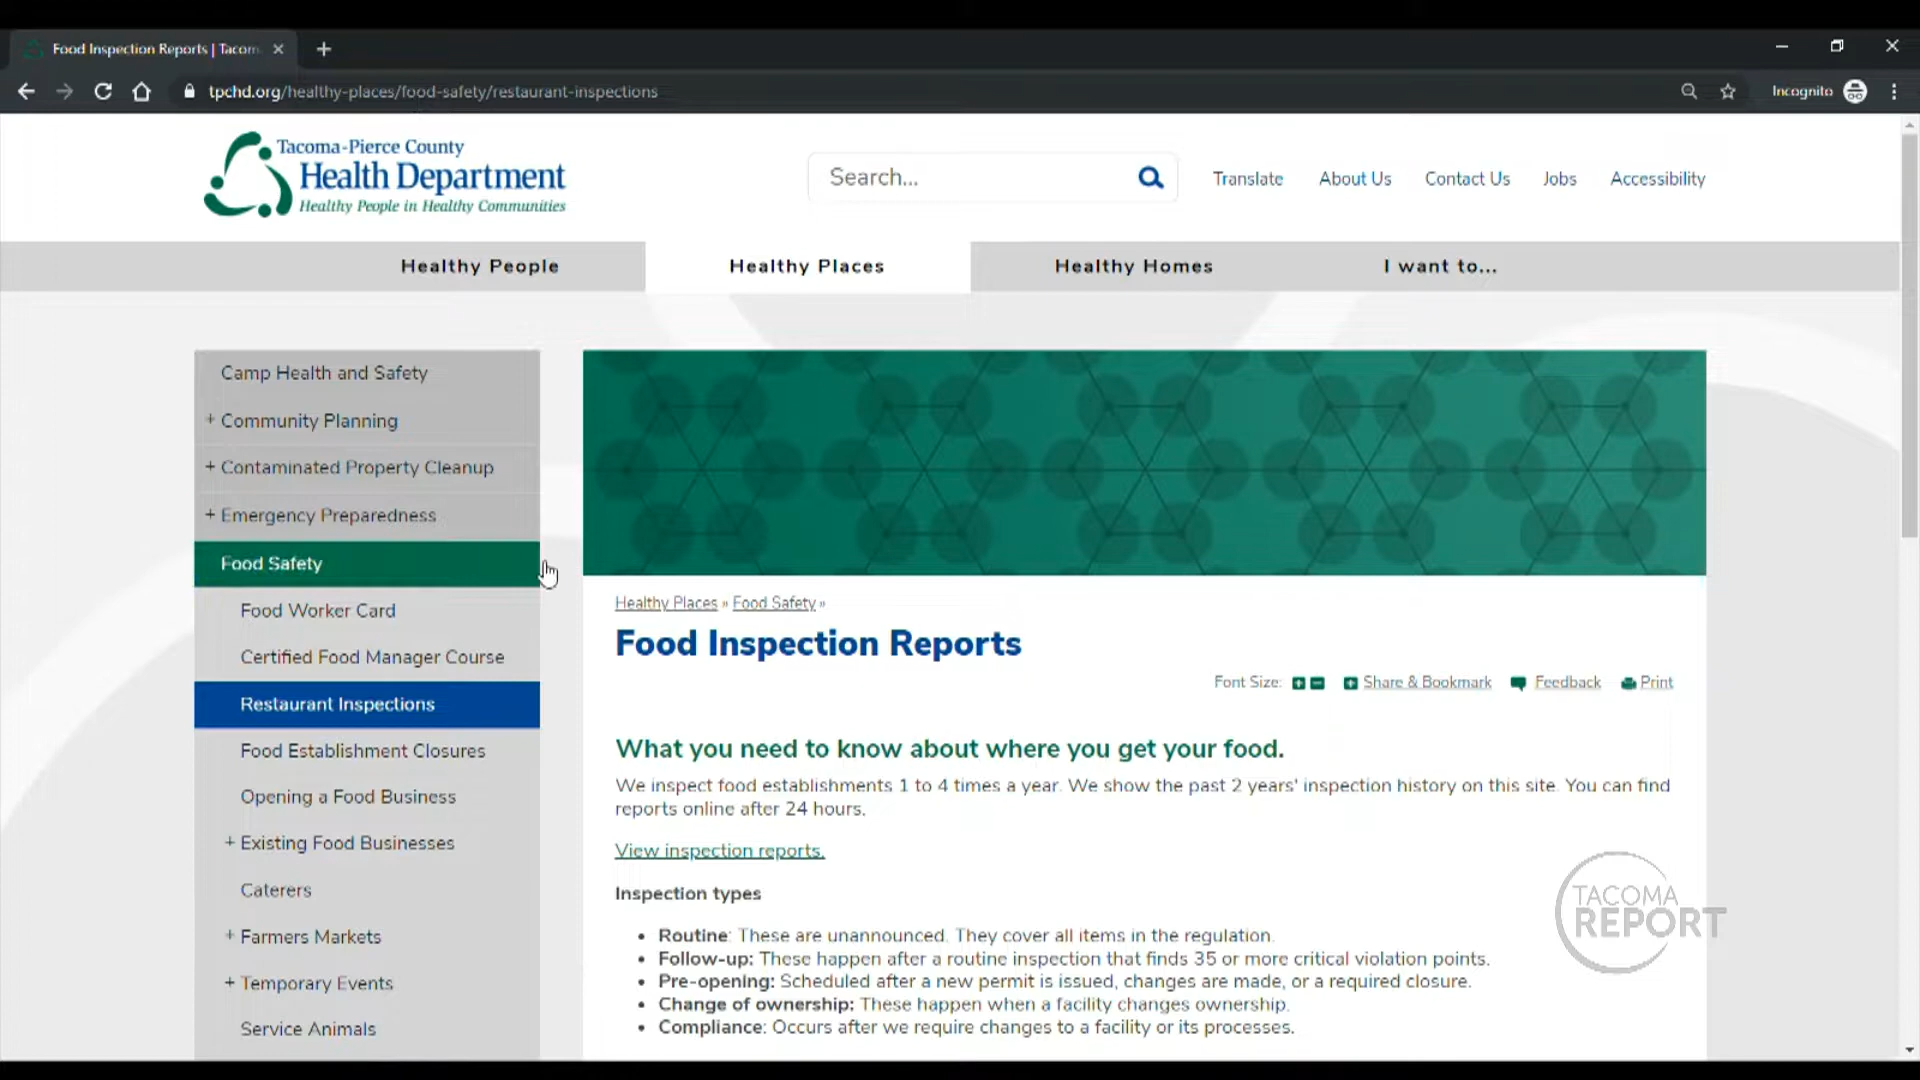 Food Inspection Reports | Tacom
tpchd.org/healthy-places/food-safety/restaurant-inspections
Incognito
Tacoma-Pierce County
Health Department
Healthy People in Healthy Communities
Search...
Translate
About Us
Contact Us
Jobs
Accessibility
Healthy People
Healthy Places
Healthy Homes
I want to...
Camp Health and Safety
+ Community Planning
+ Contaminated Property Cleanup
+ Emergency Preparedness
Food Safety
Food Worker Card
Certified Food Manager Course
Restaurant Inspections
Food Establishment Closures
Opening a Food Business
+ Existing Food Businesses
Caterers
+ Farmers Markets
+ Temporary Events
Service Animals
Healthy Places » Food Safety »
Food Inspection Reports
Font Size: + - + Share & Bookmark Feedback Print
What you need to know about where you get your food.
We inspect food establishments 1 to 4 times a year. We show the past 2 years' inspection history on this site. You can find
reports online after 24 hours.
View inspection reports.
Inspection types
• Routine: These are unannounced. They cover all items in the regulation.
• Follow-up: These happen after a routine inspection that finds 35 or more critical violation points.
• Pre-opening: Scheduled after a new permit is issued, changes are made, or a required closure.
• Change of ownership: These happen when a facility changes ownership.
• Compliance: Occurs after we require changes to a facility or its processes.
TACOMA
REPORT